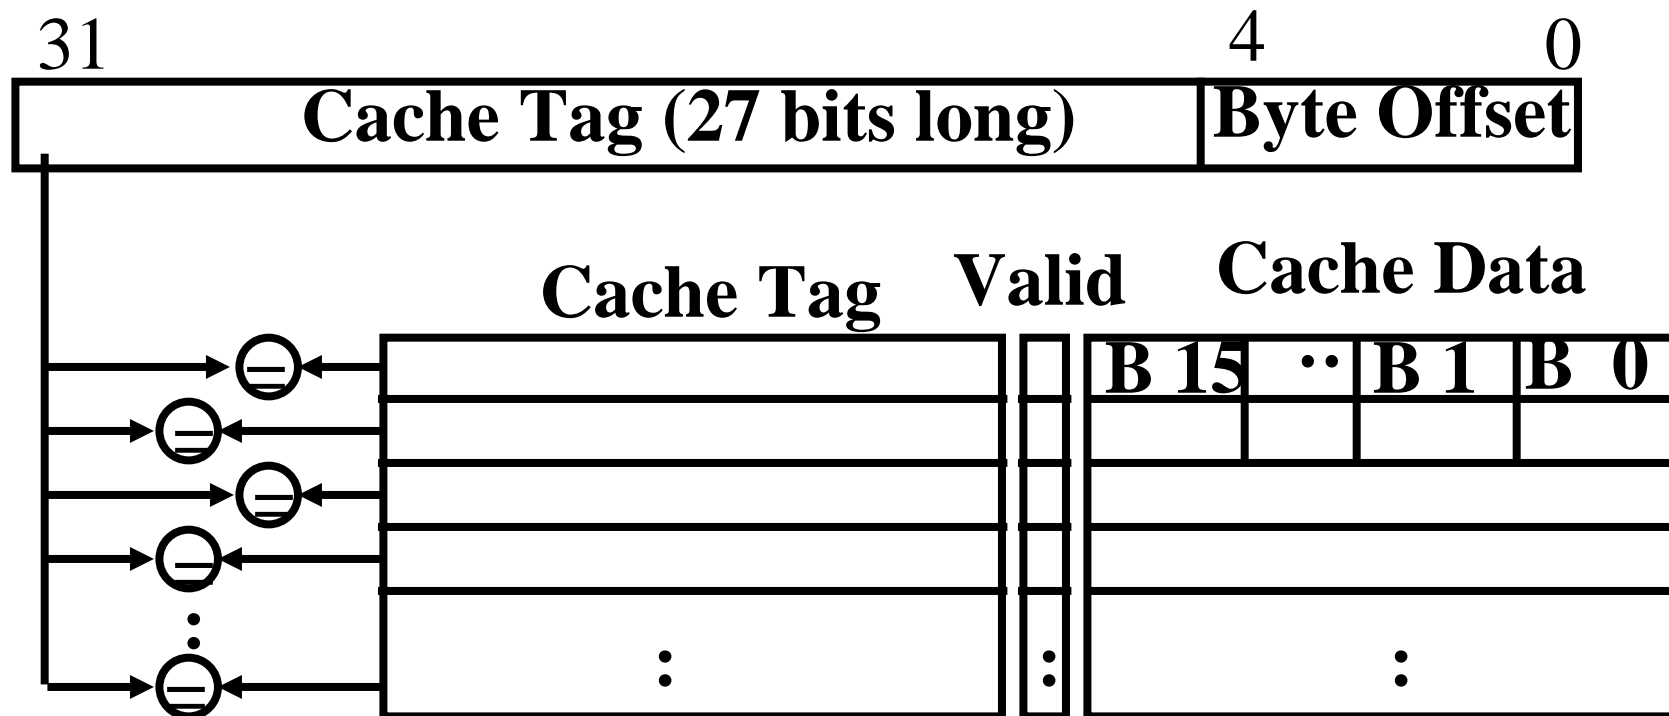 31 4 0
Cache Tag (27 bits long) Byte Offset
Cache Tag Valid Cache Data
B 15 ·· B 1 B 0
=
=
=
=
:
= : : :